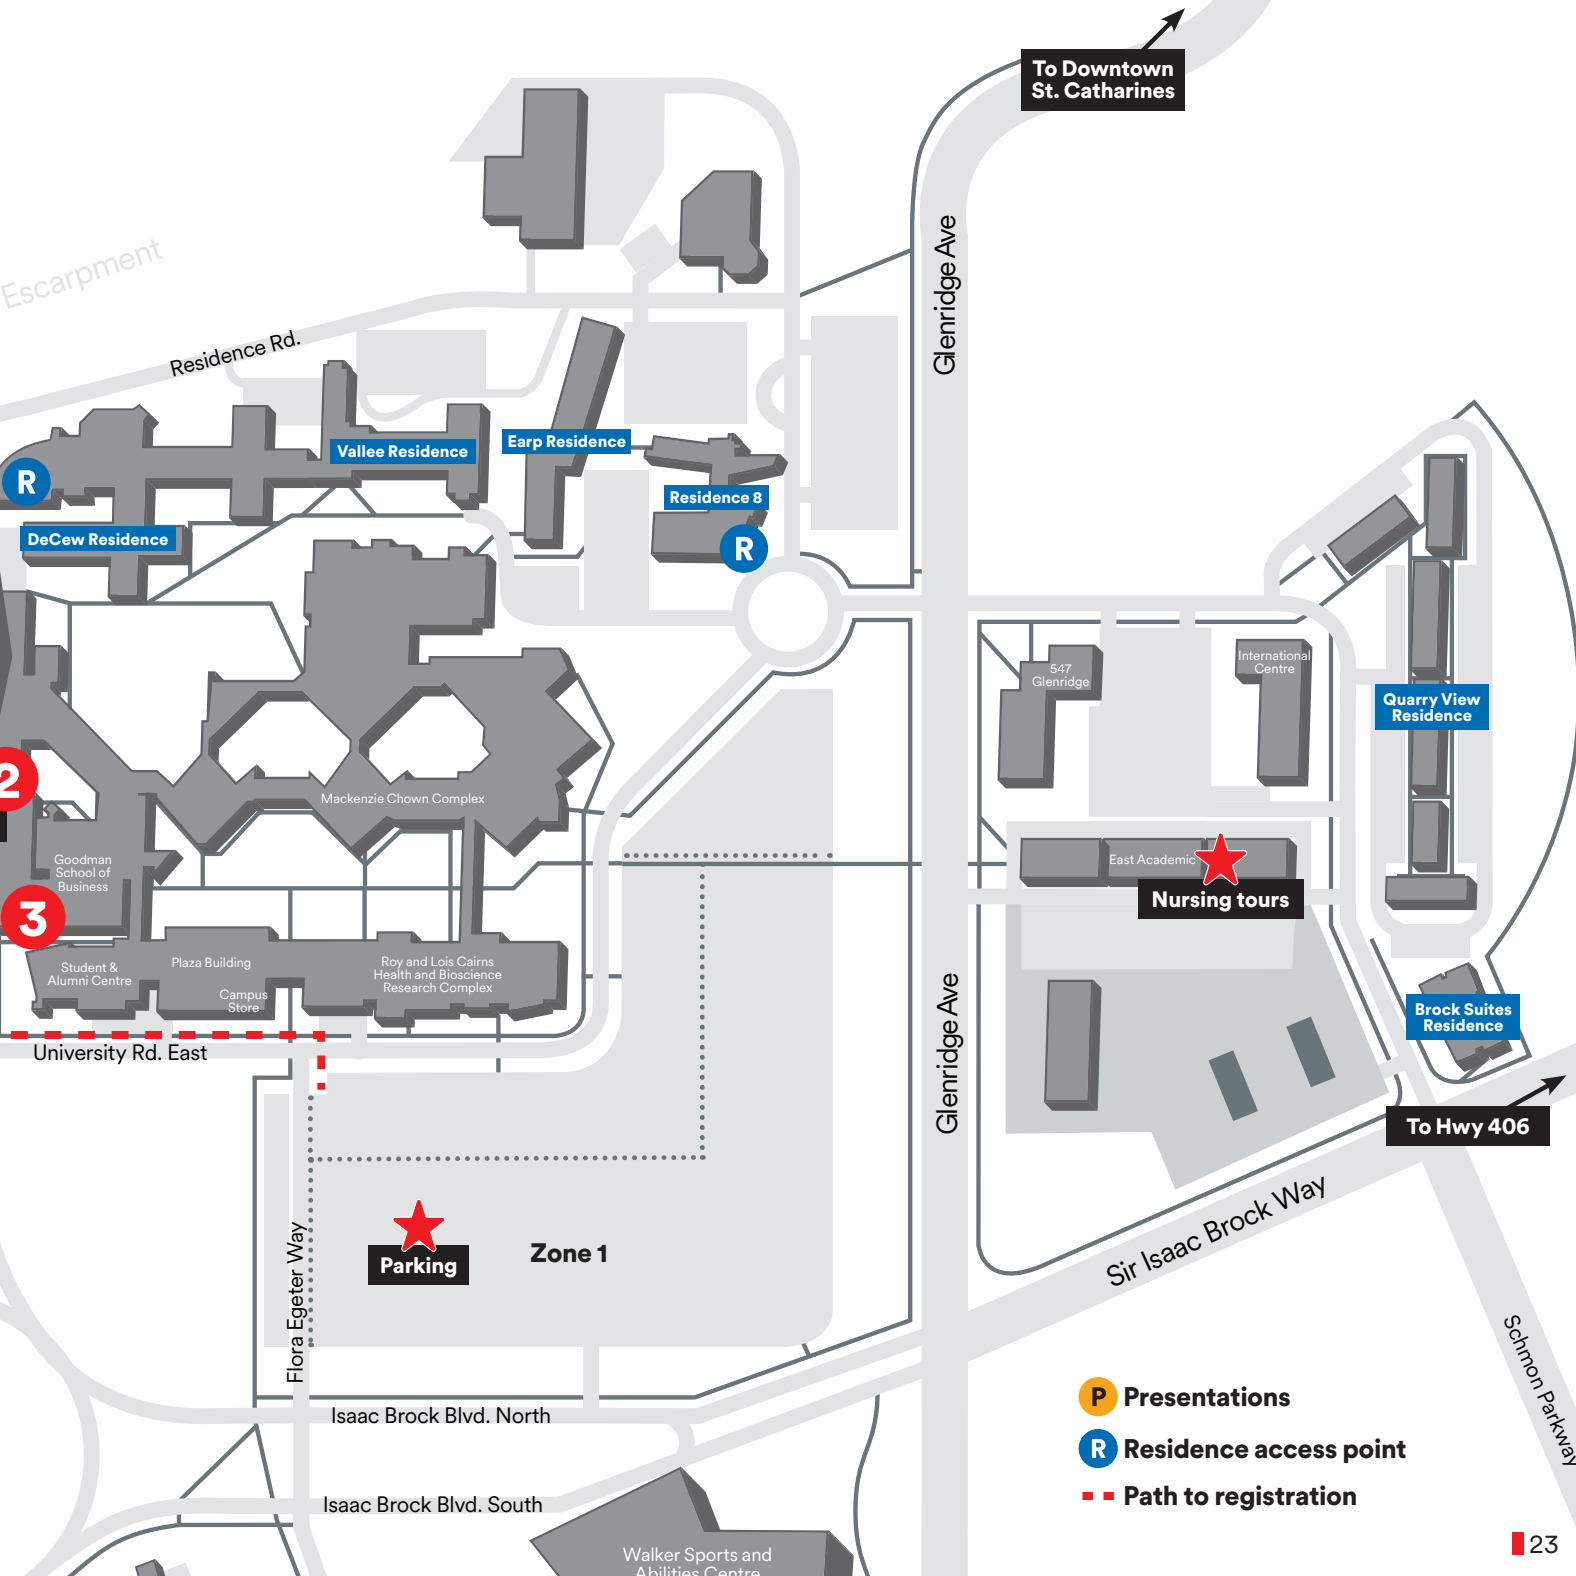 To Downtown
St. Catharines
Escarpment
Residence Rd.
Glenridge Ave
Vallee Residence
Earp Residence
R
Residence 8
DeCew Residence
R
International
Centre
547
Glenridge
Quarry View
Residence
2
Mackenzie Chown Complex
Goodman
School of
Business
East Academic
Nursing tours
3
Student &
Alumni Centre
Plaza Building
Campus
Store
Roy and Lois Cairns
Health and Bioscience
Research Complex
Brock Suites
Residence
University Rd. East
Glenridge Ave
To Hwy 406
Sir Isaac Brock Way
Flora Egeter Way
Parking
Zone 1
Schmon Parkway
Isaac Brock Blvd. North
Isaac Brock Blvd. South
P Presentations
R Residence access point
Path to registration
Walker Sports and
Abilities Centre
23